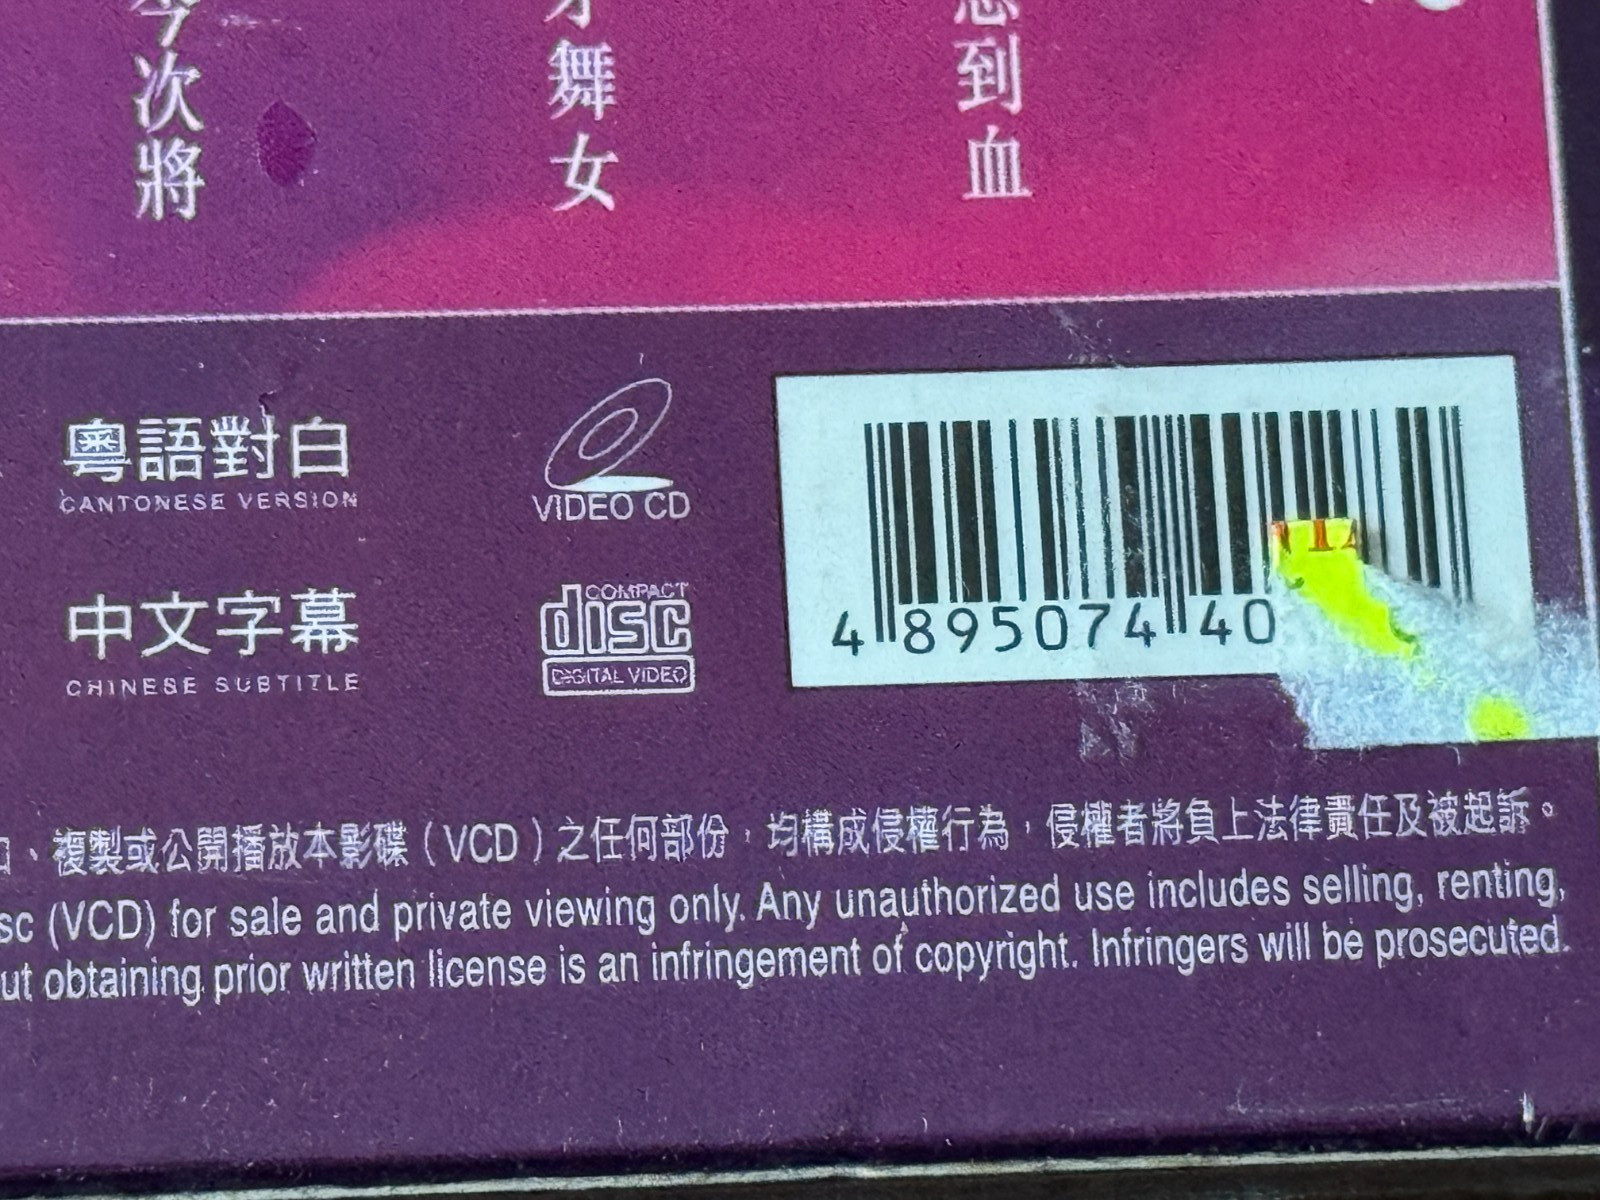 今次將
才舞女
想到血
粵語對白
CANTONESE VERSION
VIDEO CD
中文字幕
CHINESE SUBTITLE
COMPACT
disc
DIGITAL VIDEO
4 895074 40
、複製或公開播放本影碟（VCD）之任何部份，均構成侵權行為，侵權者將負上法律責任及被起訴。
sc (VCD) for sale and private viewing only. Any unauthorized use includes selling, renting,
ut obtaining prior written license is an infringement of copyright. Infringers will be prosecuted.